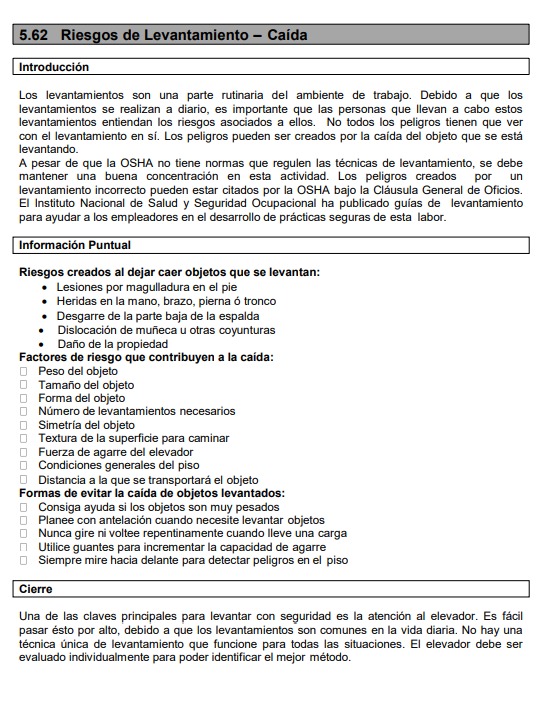 5.62 Riesgos de Levantamiento – Caída
Introducción
Los levantamientos son una parte rutinaria del ambiente de trabajo. Debido a que los
levantamientos se realizan a diario, es importante que las personas que llevan a cabo estos
levantamientos entiendan los riesgos asociados a ellos. No todos los peligros tienen que ver
con el levantamiento en sí. Los peligros pueden ser creados por la caída del objeto que se está
levantando.
A pesar de que la OSHA no tiene normas que regulen las técnicas de levantamiento, se debe
mantener una buena concentración en esta actividad. Los peligros creados por un
levantamiento incorrecto pueden estar citados por la OSHA bajo la Cláusula General de Oficios.
El Instituto Nacional de Salud y Seguridad Ocupacional ha publicado guías de levantamiento
para ayudar a los empleadores en el desarrollo de prácticas seguras de esta labor.
Información Puntual
Riesgos creados al dejar caer objetos que se levantan:
• Lesiones por magulladura en el pie
• Heridas en la mano, brazo, pierna ó tronco
• Desgarre de la parte baja de la espalda
• Dislocación de muñeca u otras coyunturas
• Daño de la propiedad
Factores de riesgo que contribuyen a la caída:
▯ Peso del objeto
▯ Tamaño del objeto
▯ Forma del objeto
▯ Número de levantamientos necesarios
▯ Simetría del objeto
▯ Textura de la superficie para caminar
▯ Fuerza de agarre del elevador
▯ Condiciones generales del piso
▯ Distancia a la que se transportará el objeto
Formas de evitar la caída de objetos levantados:
▯ Consiga ayuda si los objetos son muy pesados
▯ Planee con antelación cuando necesite levantar objetos
▯ Nunca gire ni voltee repentinamente cuando lleve una carga
▯ Utilice guantes para incrementar la capacidad de agarre
▯ Siempre mire hacia delante para detectar peligros en el piso
Cierre
Una de las claves principales para levantar con seguridad es la atención al elevador. Es fácil
pasar ésto por alto, debido a que los levantamientos son comunes en la vida diaria. No hay una
técnica única de levantamiento que funcione para todas las situaciones. El elevador debe ser
evaluado individualmente para poder identificar el mejor método.